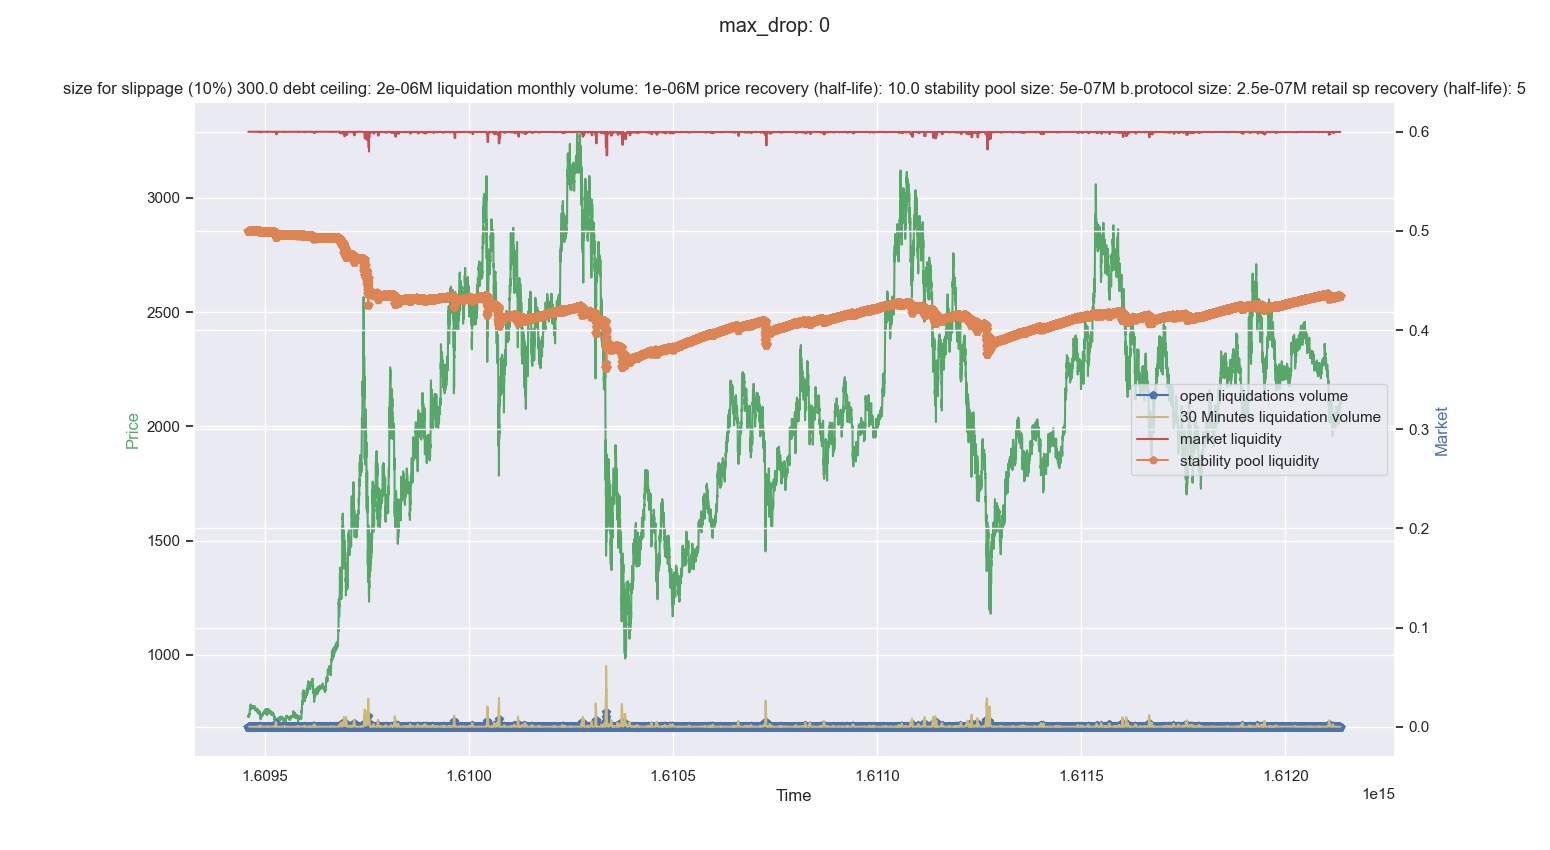 max_drop: 0
size for slippage (10%) 300.0 debt ceiling: 2e-06M liquidation monthly volume: 1e-06M price recovery (half-life): 10.0 stability pool size: 5e-07M b.protocol size: 2.5e-07M retail sp recovery (half-life): 5
3000
2500
2000
1500
1000
Price
0.6
0.5
0.4
0.3
0.2
0.1
0.0
Market
open liquidations volume
30 Minutes liquidation volume
market liquidity
stability pool liquidity
1.6095 1.6100 1.6105 1.6110 1.6115 1.6120
Time
1e15